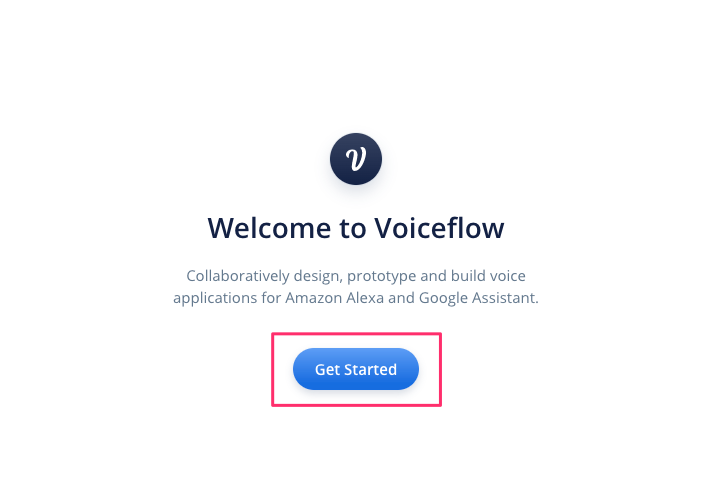 V
Welcome to Voiceflow
Collaboratively design, prototype and build voice
applications for Amazon Alexa and Google Assistant.
Get Started